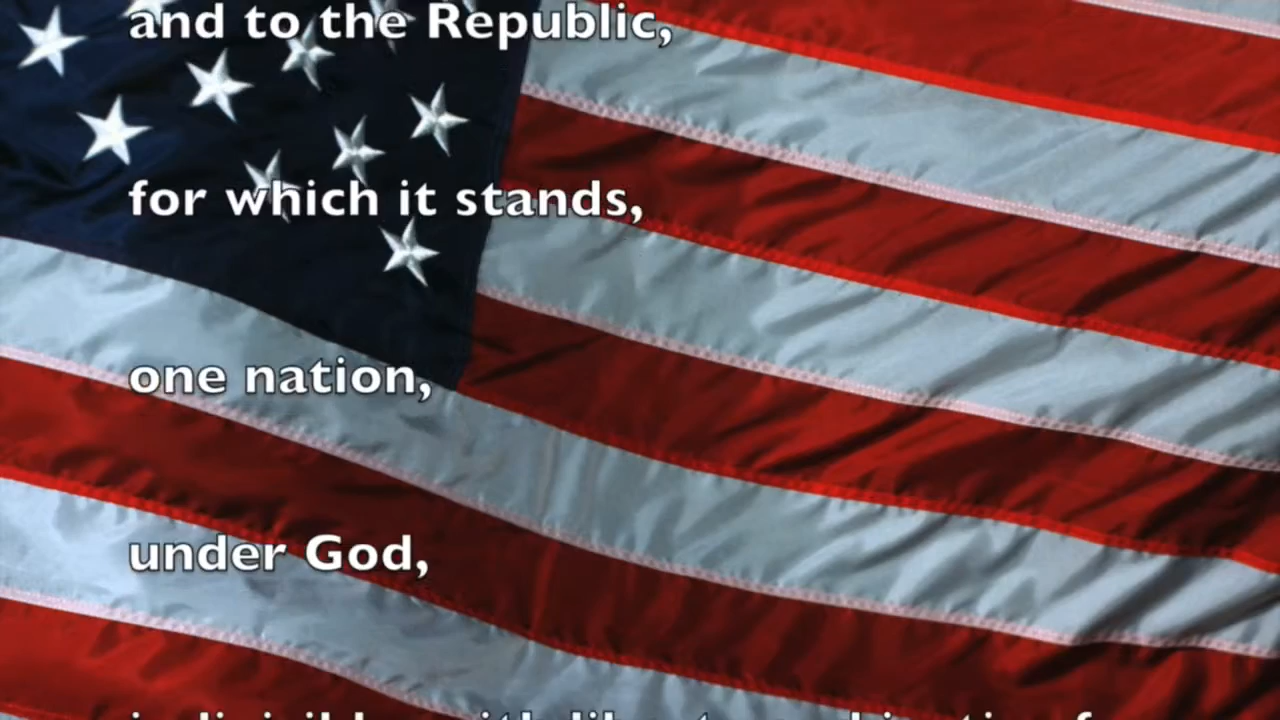 and to the Republic,
for which it stands,
one nation,
under God,